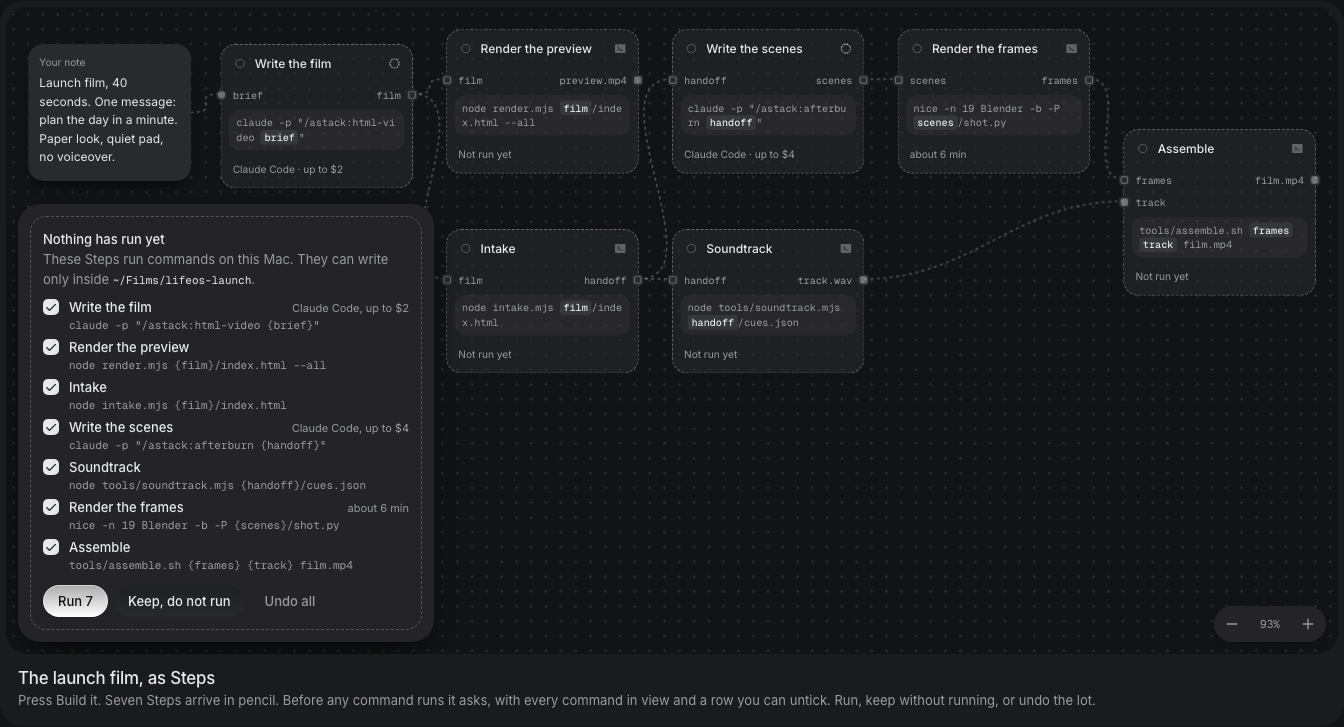 Your note
Launch film, 40
seconds. One message:
plan the day in a minute.
Paper look, quiet pad,
no voiceover.
Write the film
brief film
claude -p "/astack:html-vi
deo brief"
Claude Code · up to $2
Render the preview
film preview.mp4
node render.mjs film/inde
x.html --all
Not run yet
Write the scenes
handoff scenes
claude -p "/astack:afterbu
rn handoff"
Claude Code · up to $4
Render the frames
scenes frames
nice -n 19 Blender -b -P
scenes/shot.py
about 6 min
Assemble
frames film.mp4
track
tools/assemble.sh frames
track film.mp4
Not run yet
Intake
film handoff
node intake.mjs film/inde
x.html
Not run yet
Soundtrack
handoff track.wav
node tools/soundtrack.mjs
handoff/cues.json
Not run yet
Nothing has run yet
These Steps run commands on this Mac. They can write
only inside ~/Films/lifeos-launch.
Write the film Claude Code, up to $2
claude -p "/astack:html-video {brief}"
Render the preview
node render.mjs {film}/index.html --all
Intake
node intake.mjs {film}/index.html
Write the scenes Claude Code, up to $4
claude -p "/astack:afterburn {handoff}"
Soundtrack
node tools/soundtrack.mjs {handoff}/cues.json
Render the frames about 6 min
nice -n 19 Blender -b -P {scenes}/shot.py
Assemble
tools/assemble.sh {frames} {track} film.mp4
Run 7 Keep, do not run Undo all
93%
The launch film, as Steps
Press Build it. Seven Steps arrive in pencil. Before any command runs it asks, with every command in view and a row you can untick. Run, keep without running, or undo the lot.